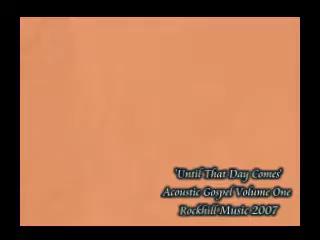 'Until That Day Comes'
Acoustic Gospel Volume One
Rockhill Music 2007